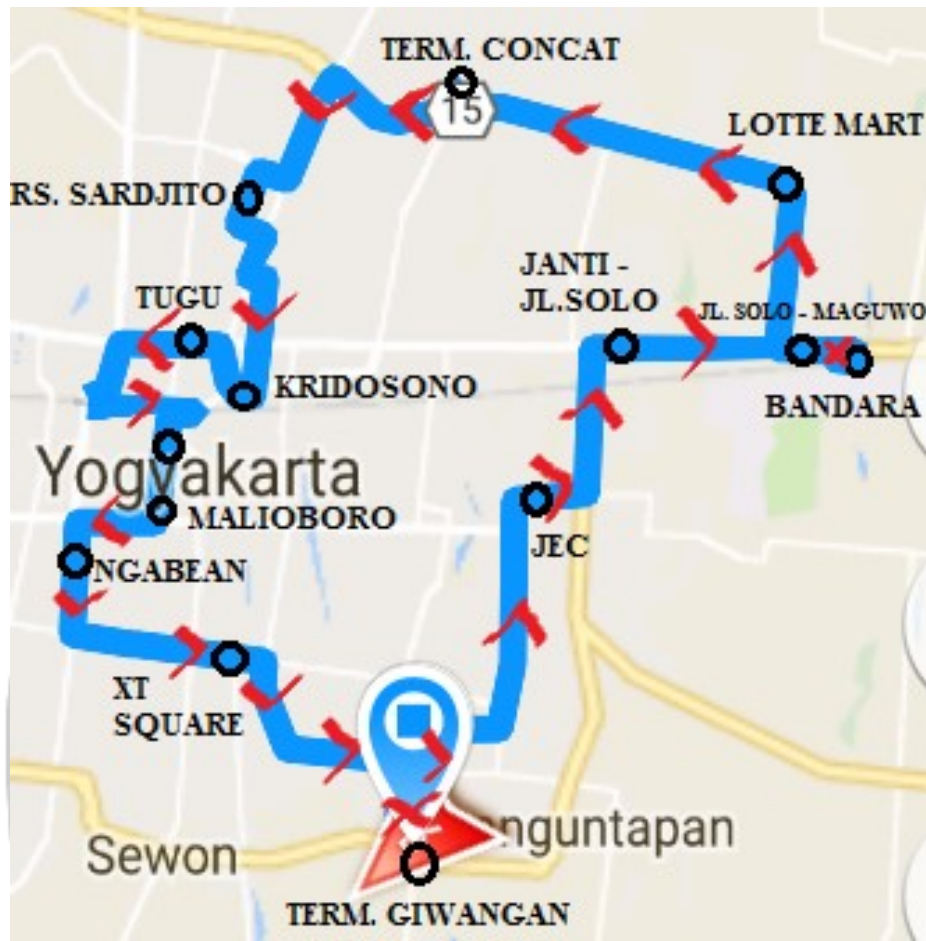 TERM. CONCAT
15
LOTTE MART
RS. SARDJITO
JANTI -
JL.SOLO
TUGU
JL. SOLO - MAGUWO
KRIDOSONO
BANDARA
Yogyakarta
MALIOBORO
JEC
NGABEAN
XT
SQUARE
anguntapan
Sewon
TERM. GIWANGAN